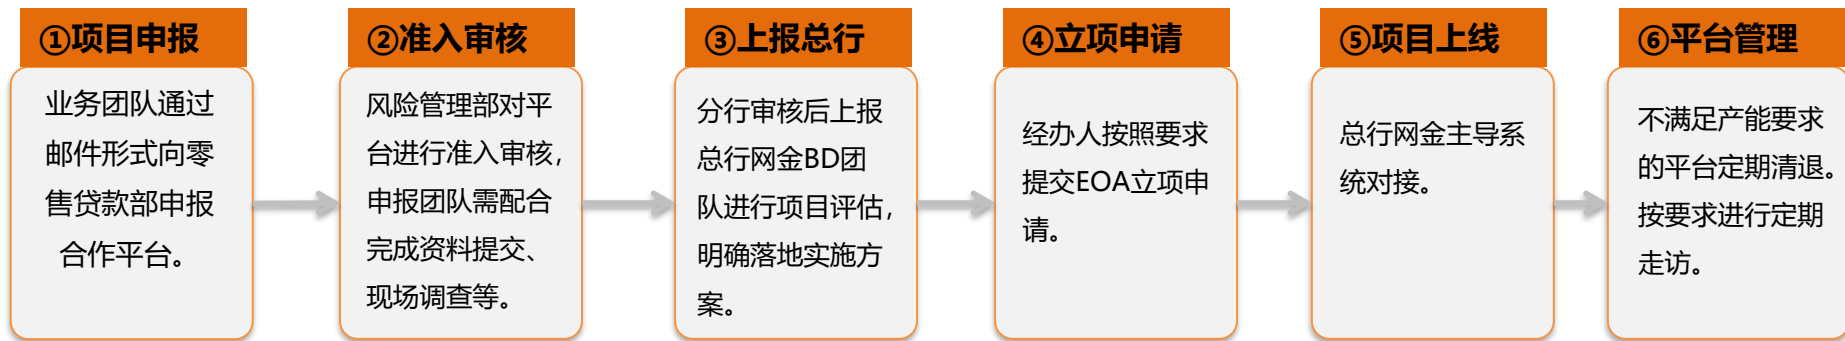 ①项目申报
业务团队通过
邮件形式向零
售贷款部申报
合作平台。
②准入审核
风险管理部对平
台进行准入审核，
申报团队需配合
完成资料提交、
现场调查等。
③上报总行
分行审核后上报
总行网金BD团
队进行项目评估，
明确落地实施方
案。
④立项申请
经办人按照要求
提交EOA立项申
请。
⑤项目上线
总行网金主导系
统对接。
⑥平台管理
不满足产能要求
的平台定期清退。
按要求进行定期
走访。